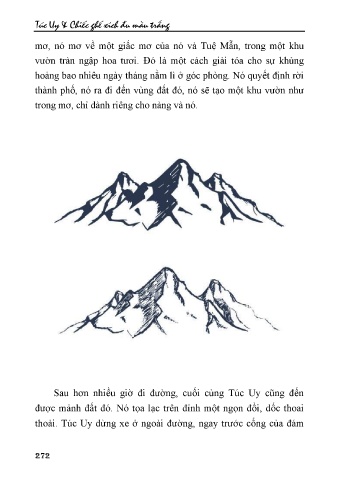 Túc Uy & Chiếc ghế xích đu màu trắng
mơ, nó mơ về một giấc mơ của nó và Tuệ Mẫn, trong một khu
vườn tràn ngập hoa tươi. Đó là một cách giải tỏa cho sự khủng
hoảng bao nhiêu ngày tháng nằm lì ở góc phòng. Nó quyết định rời
thành phố, nó ra đi đến vùng đất đó, nó sẽ tạo một khu vườn như
trong mơ, chỉ dành riêng cho nàng và nó.
Sau hơn nhiều giờ đi đường, cuối cùng Túc Uy cũng đến
được mảnh đất đó. Nó tọa lạc trên đỉnh một ngọn đồi, dốc thoai
thoải. Túc Uy dừng xe ở ngoài đường, ngay trước cổng của đám
272